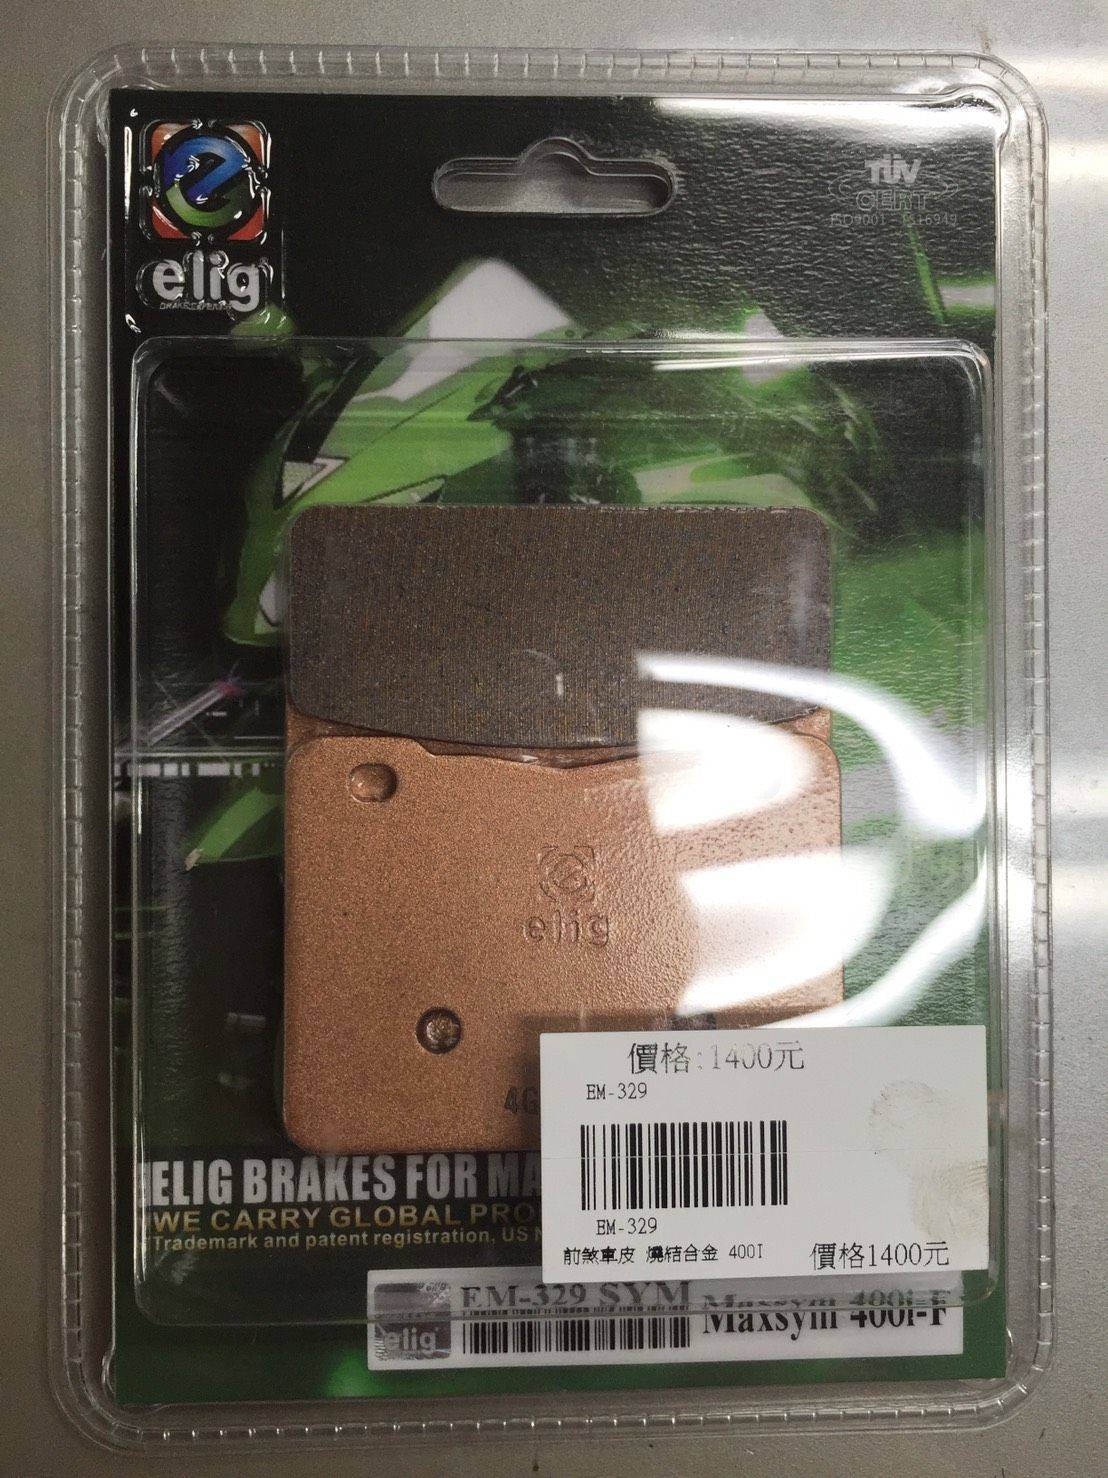 elig
TÜV
CERT
elig
4G
ELIG BRAKES FOR MA
WE CARRY GLOBAL PRO
Trademark and patent registration, US
價格:1400元
EM-329
EM-329
前煞車皮 燒結合金 400I 價格1400元
elig
EM-329 SYM
Maxsym 400i-F